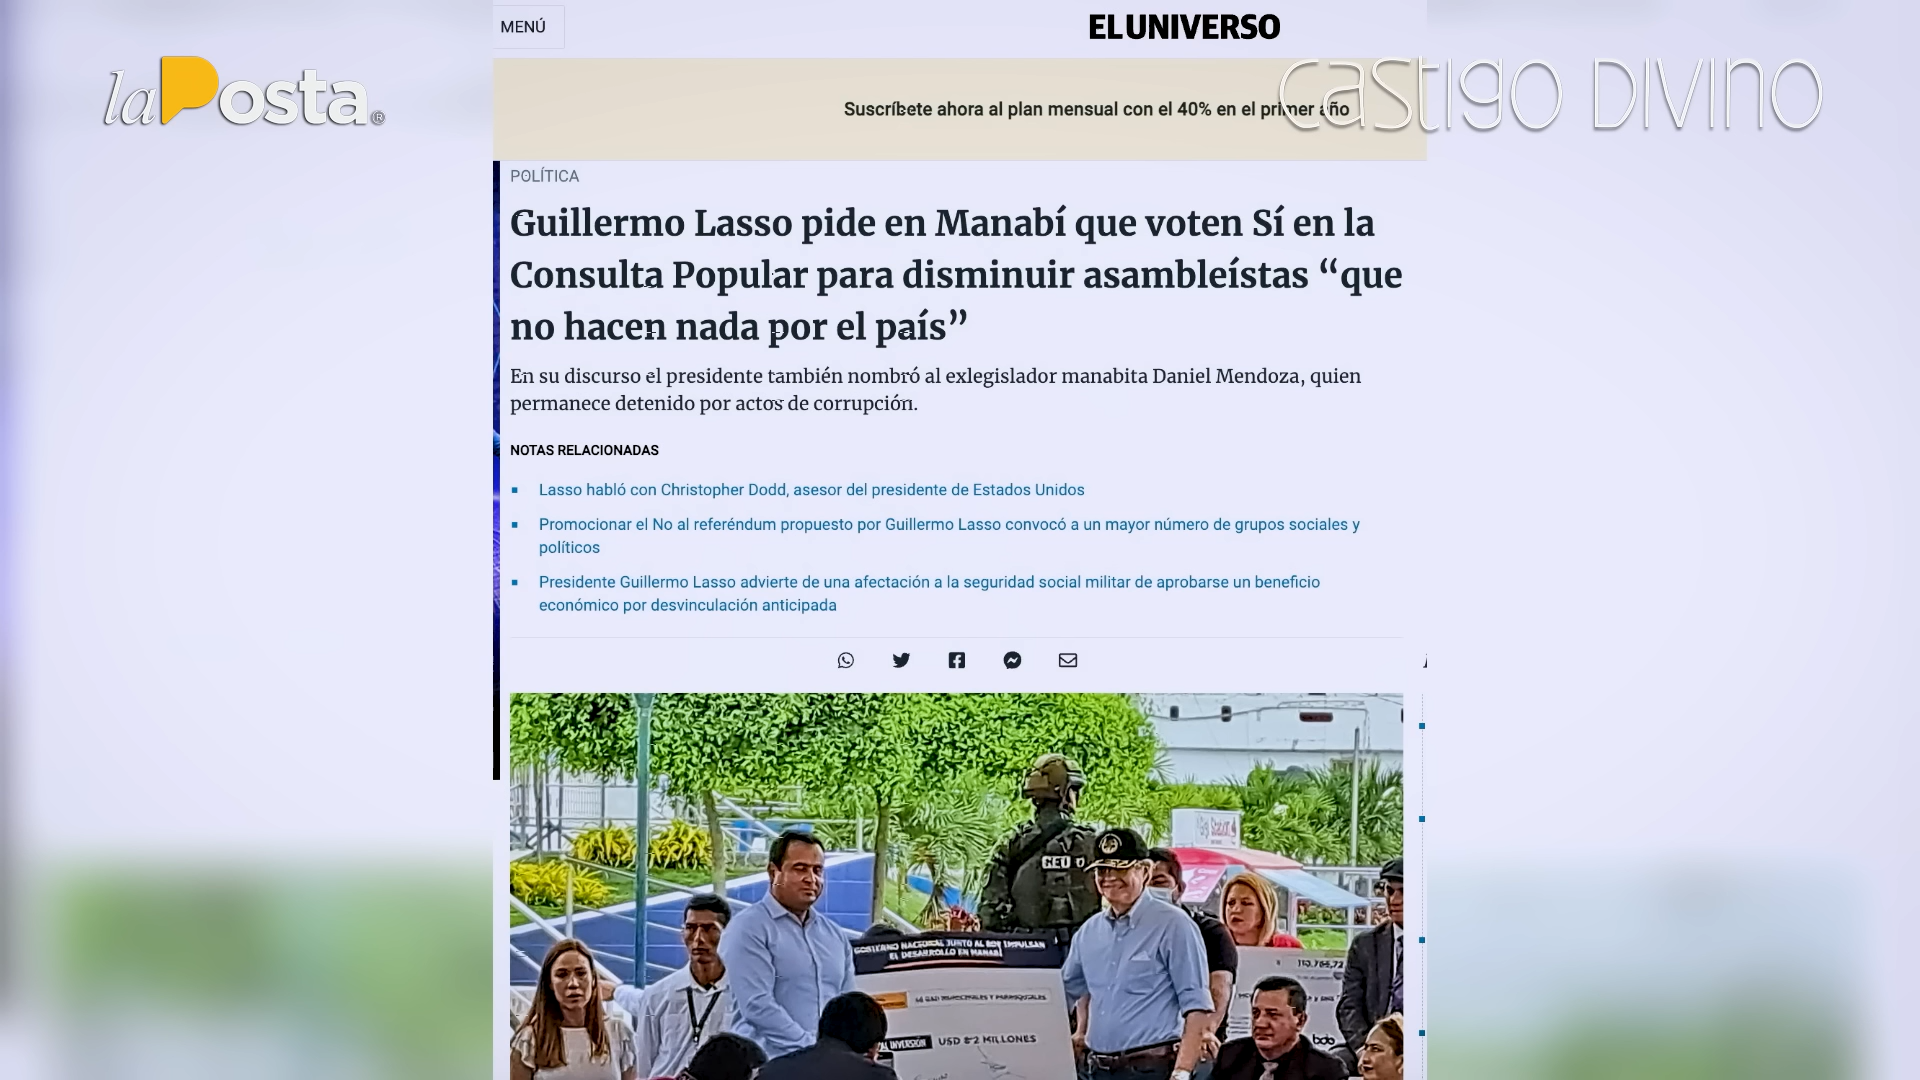 MENÚ
ELUNIVERSO
laPosta®
castigo DIVINO
Suscríbete ahora al plan mensual con el 40% en el primer año
POLÍTICA
Guillermo Lasso pide en Manabí que voten Sí en la
Consulta Popular para disminuir asambleístas “que
no hacen nada por el país”
En su discurso el presidente también nombró al exlegislador manabita Daniel Mendoza, quien
permanece detenido por actos de corrupción.
NOTAS RELACIONADAS
Lasso habló con Christopher Dodd, asesor del presidente de Estados Unidos
Promocionar el No al referéndum propuesto por Guillermo Lasso convocó a un mayor número de grupos sociales y
políticos
Presidente Guillermo Lasso advierte de una afectación a la seguridad social militar de aprobarse un beneficio
económico por desvinculación anticipada
GEO
GOBIERNO NACIONAL JUNTO AL BDE IMPULSAN
EL DESARROLLO EN MANABÍ
INVERSIÓN
USD 8.2 MILLONES
bde